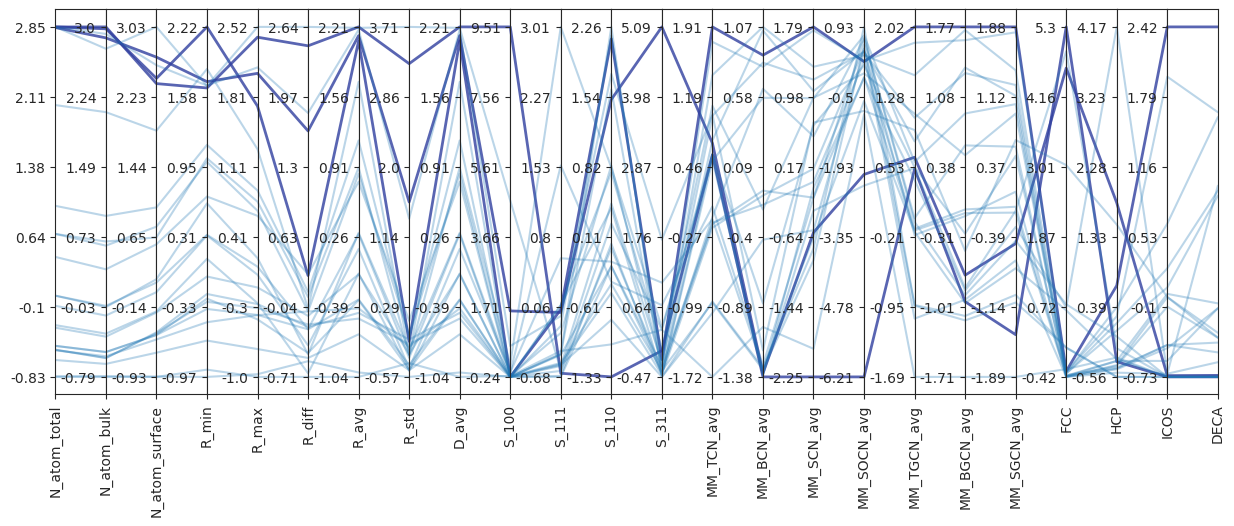 2.85 3.0 3.03 2.22 2.52 2.64 2.21 3.71 2.21 9.51 3.01 2.26 5.09 1.91 1.07 1.79 0.93 2.02 1.77 1.88 5.3 4.17 2.42
2.11 2.24 2.23 1.58 1.81 1.97 1.56 2.86 1.56 7.56 2.27 1.54 3.98 1.19 0.58 0.98 -0.5 1.28 1.08 1.12 4.16 3.23 1.79
1.38 1.49 1.44 0.95 1.11 1.3 0.91 2.0 0.91 5.61 1.53 0.82 2.87 0.46 0.09 0.17 -1.93 0.53 0.38 0.37 3.01 2.28 1.16
0.64 0.73 0.65 0.31 0.41 0.63 0.26 1.14 0.26 3.66 0.8 0.11 1.76 -0.27 -0.4 -0.64 -3.35 -0.21 -0.31 -0.39 1.87 1.33 0.53
-0.1 -0.03 -0.14 -0.33 -0.3 -0.04 -0.39 0.29 -0.39 1.71 0.06 -0.61 0.64 -0.99 -0.89 -1.44 -4.78 -0.95 -1.01 -1.14 0.72 0.39 -0.1
-0.83 -0.79 -0.93 -0.97 -1.0 -0.71 -1.04 -0.57 -1.04 -0.24 -0.68 -1.33 -0.47 -1.72 -1.38 -2.25 -6.21 -1.69 -1.71 -1.89 -0.42 -0.56 -0.73
N_atom_total
N_atom_bulk
N_atom_surface
R_min
R_max
R_diff
R_avg
R_std
D_avg
S_100
S_111
S_110
S_311
MM_TCN_avg
MM_BCN_avg
MM_SCN_avg
MM_SOCN_avg
MM_TGCN_avg
MM_BGCN_avg
MM_SGCN_avg
FCC
HCP
ICOS
DECA